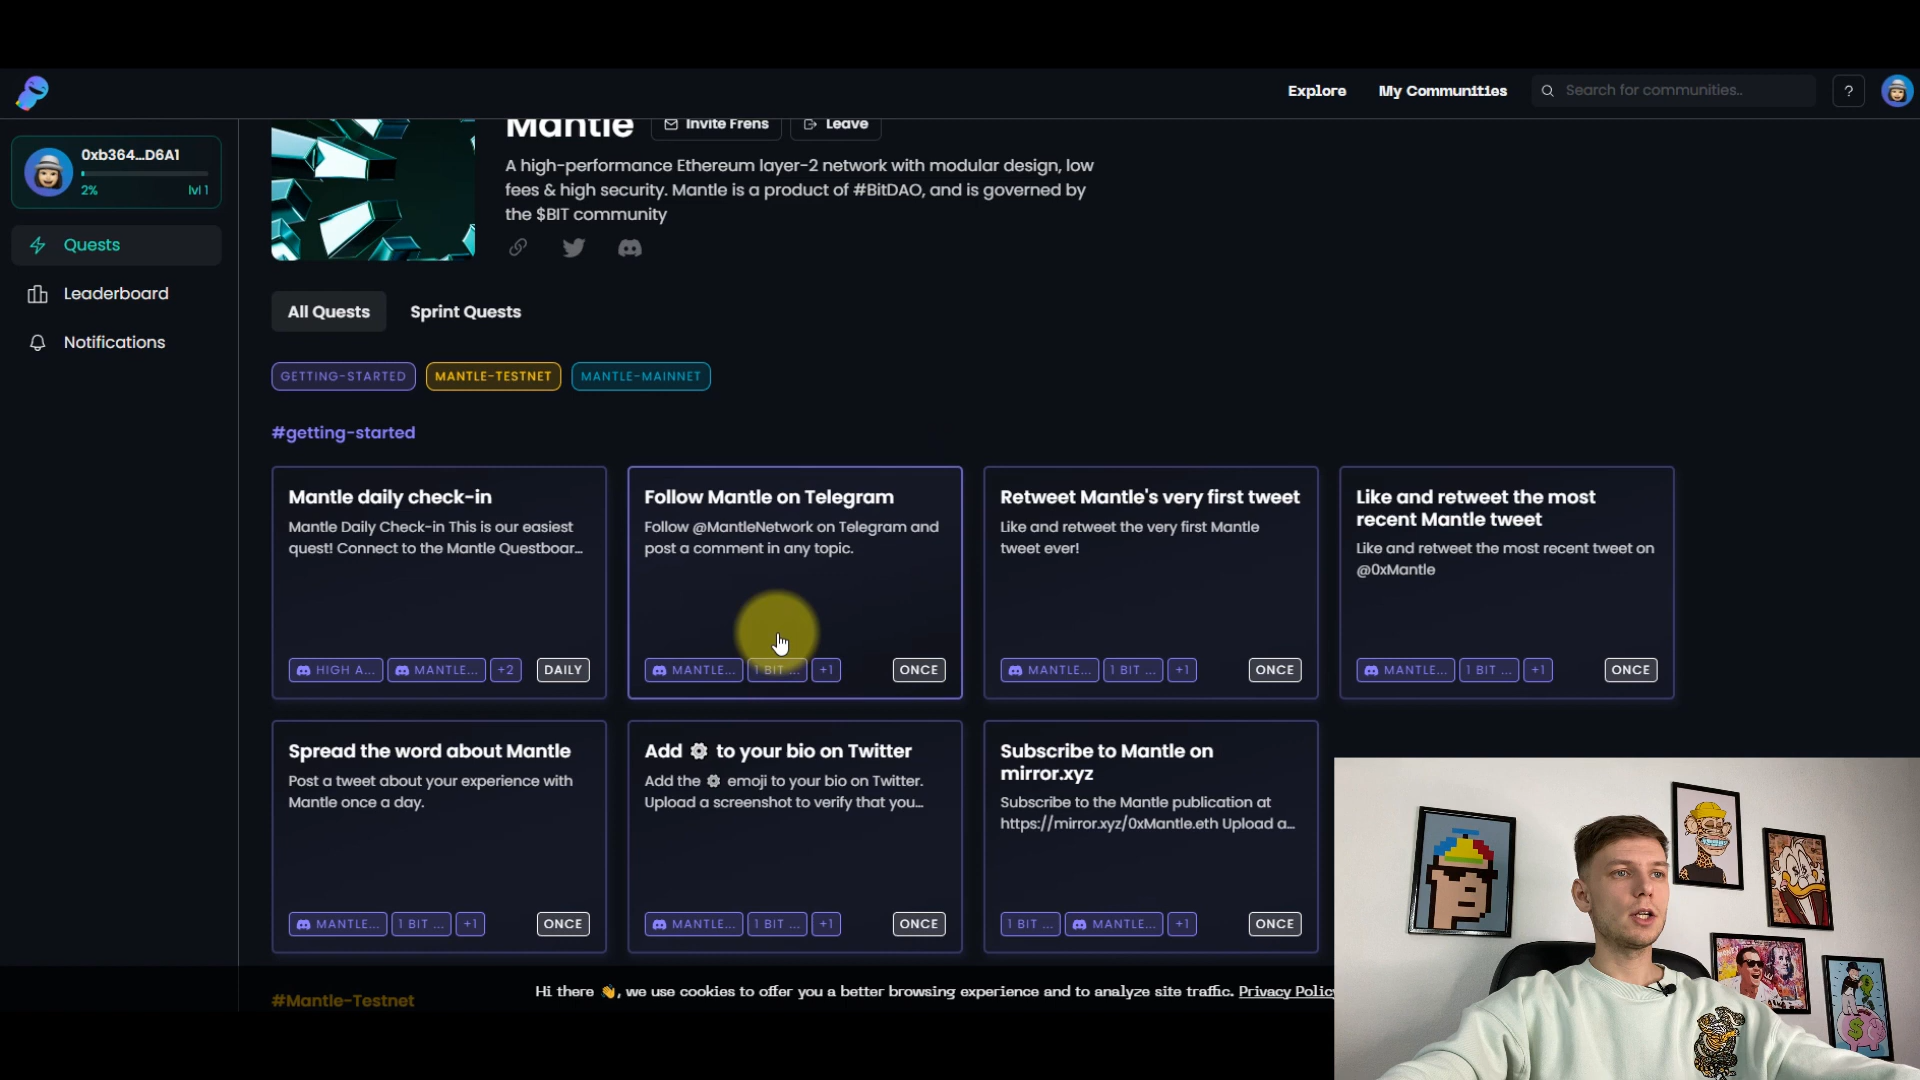 Explore
My Communities
Search for communities..
?
0xb364...D6A1
2%
lvl 1
Quests
Leaderboard
Notifications
Mantle
Invite Frens
Leave
A high-performance Ethereum layer-2 network with modular design, low
fees & high security. Mantle is a product of #BitDAO, and is governed by
the $BIT community
All Quests
Sprint Quests
GETTING-STARTED
MANTLE-TESTNET
MANTLE-MAINNET
#getting-started
Mantle daily check-in
Mantle Daily Check-in This is our easiest
quest! Connect to the Mantle Questboar...
HIGH A...
MANTLE...
+2
DAILY
Follow Mantle on Telegram
Follow @MantleNetwork on Telegram and
post a comment in any topic.
MANTLE...
1 BIT ...
+1
ONCE
Retweet Mantle's very first tweet
Like and retweet the very first Mantle
tweet ever!
MANTLE...
1 BIT ...
+1
ONCE
Like and retweet the most
recent Mantle tweet
Like and retweet the most recent tweet on
@0xMantle
MANTLE...
1 BIT ...
+1
ONCE
Spread the word about Mantle
Post a tweet about your experience with
Mantle once a day.
MANTLE...
1 BIT ...
+1
ONCE
Add ⚙ to your bio on Twitter
Add the ⚙ emoji to your bio on Twitter.
Upload a screenshot to verify that you...
MANTLE...
1 BIT ...
+1
ONCE
Subscribe to Mantle on
mirror.xyz
Subscribe to the Mantle publication at
https://mirror.xyz/0xMantle.eth Upload a...
1 BIT ...
MANTLE...
+1
ONCE
#Mantle-Testnet
Hi there 👋, we use cookies to offer you a better browsing experience and to analyze site traffic. Privacy Policy